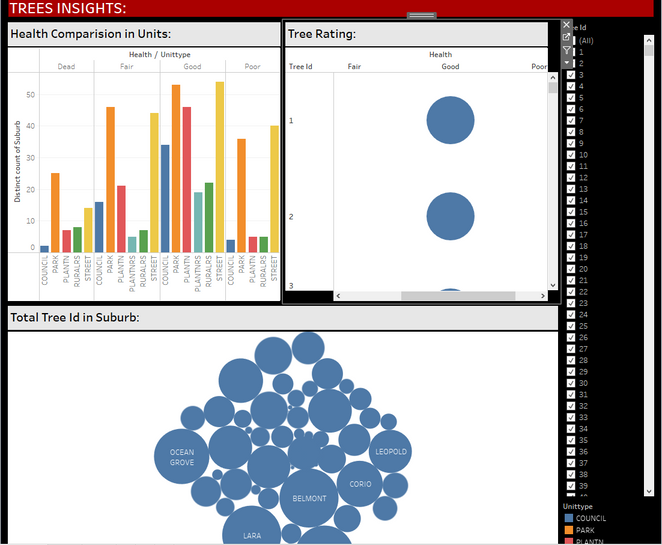 TREES INSIGHTS:
Health Comparision in Units:
Health / Unittype
Dead Fair Good Poor
Distinct count of Suburb
50
40
30
20
10
0
COUNCIL PARK PLANTN RURALRS STREET COUNCIL PARK PLANTN PLANTNRS RURALRS STREET COUNCIL PARK PLANTN PLANTNRS RURALRS STREET COUNCIL PARK PLANTN RURALRS STREET
Tree Rating:
Health
Tree Id Fair Good Poor
1
2
3
Total Tree Id in Suburb:
OCEAN
GROVE
LEOPOLD
CORIO
BELMONT
LARA
Id
(All)
1
2
3
4
5
6
7
8
9
10
11
12
13
14
15
16
17
18
19
20
21
22
23
24
25
26
27
28
29
30
31
32
33
34
35
36
37
38
39
Unittype
COUNCIL
PARK
PLANTN